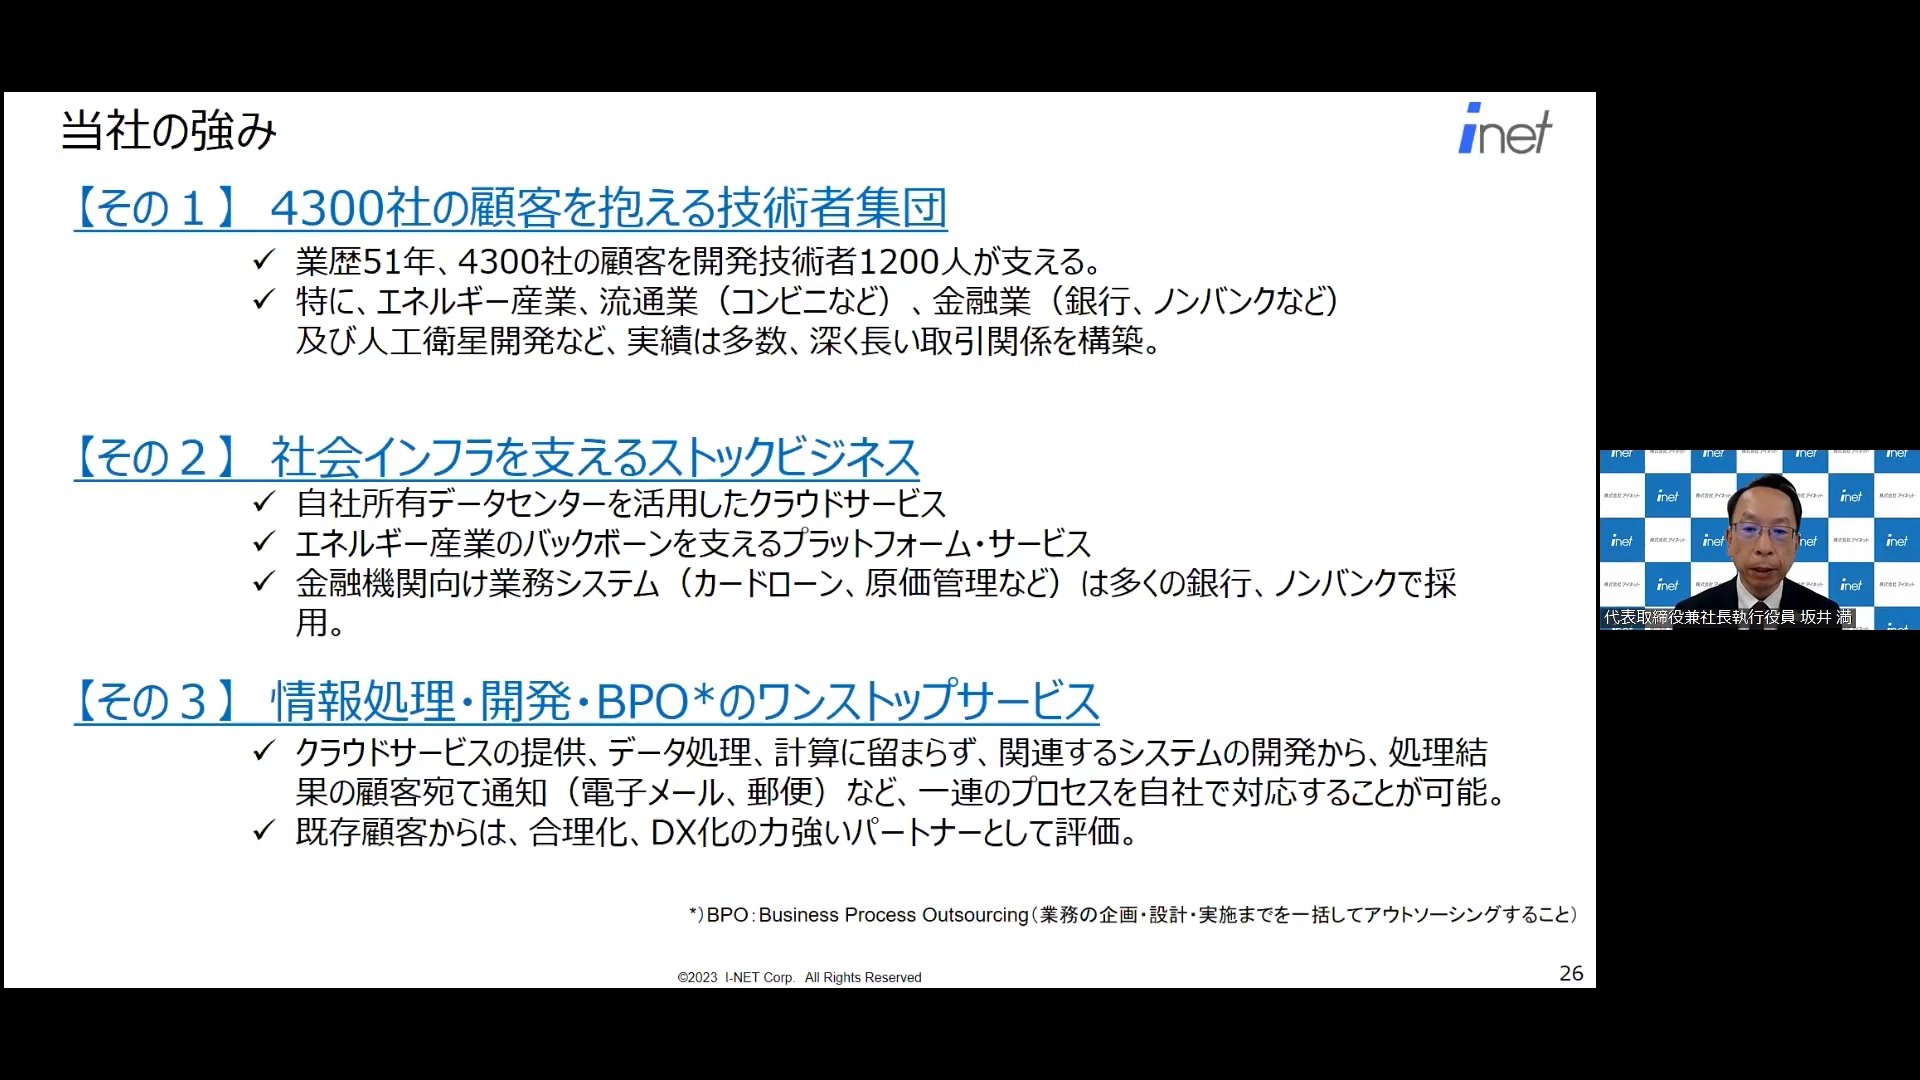 当社の強み
inet
【その１】 4300社の顧客を抱える技術者集団
✓ 業歴51年、4300社の顧客を開発技術者1200人が支える。
✓ 特に、エネルギー産業、流通業（コンビニなど）、金融業（銀行、ノンバンクなど）
及び人工衛星開発など、実績は多数、深く長い取引関係を構築。
【その２】 社会インフラを支えるストックビジネス
✓ 自社所有データセンターを活用したクラウドサービス
✓ エネルギー産業のバックボーンを支えるプラットフォーム・サービス
✓ 金融機関向け業務システム（カードローン、原価管理など）は多くの銀行、ノンバンクで採
用。
【その３】 情報処理・開発・BPO*のワンストップサービス
✓ クラウドサービスの提供、データ処理、計算に留まらず、関連するシステムの開発から、処理結
果の顧客宛て通知（電子メール、郵便）など、一連のプロセスを自社で対応することが可能。
✓ 既存顧客からは、合理化、DX化の力強いパートナーとして評価。
*）BPO：Business Process Outsourcing（業務の企画・設計・実施までを一括してアウトソーシングすること）
©2023 I-NET Corp. All Rights Reserved
26
inet 株式会社アイネット
代表取締役兼社長執行役員 坂井 満